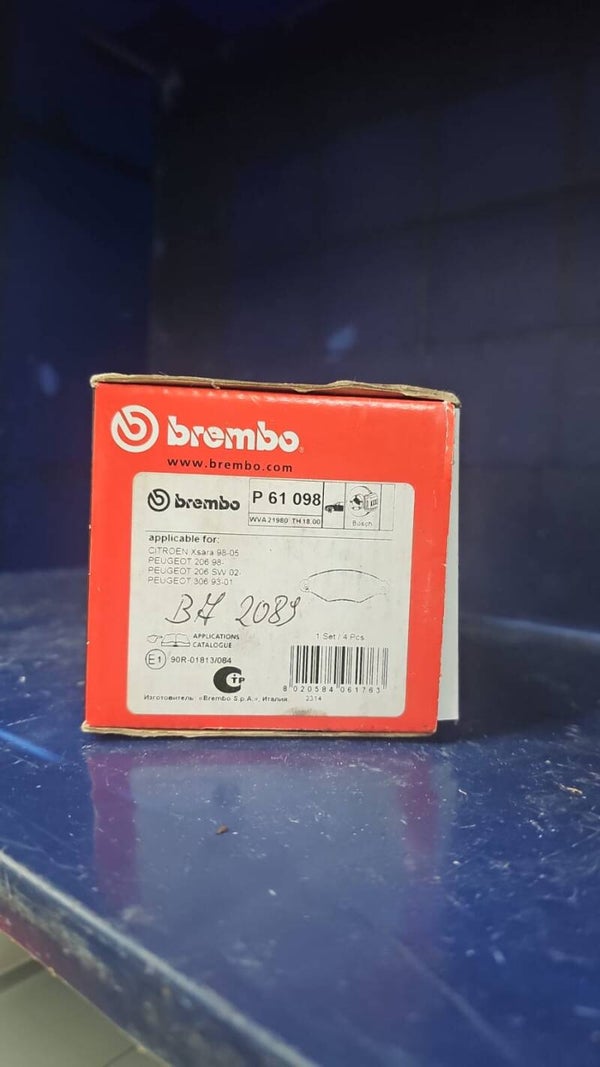 brembo
www.brembo.com
brembo P 61 098
WVA 21980 TH 18.00
Bosch
applicable for:
CITROEN Xsara 98-05
PEUGEOT 206 98-
PEUGEOT 206 SW 02-
PEUGEOT 306 93-01
2089
APPLICATIONS
CATALOGUE
1 Set / 4 Pcs
E1 90R-01813/084
TP
8 020584 061763
Изготовитель: «Brembo S.p.A.», Италия 2314